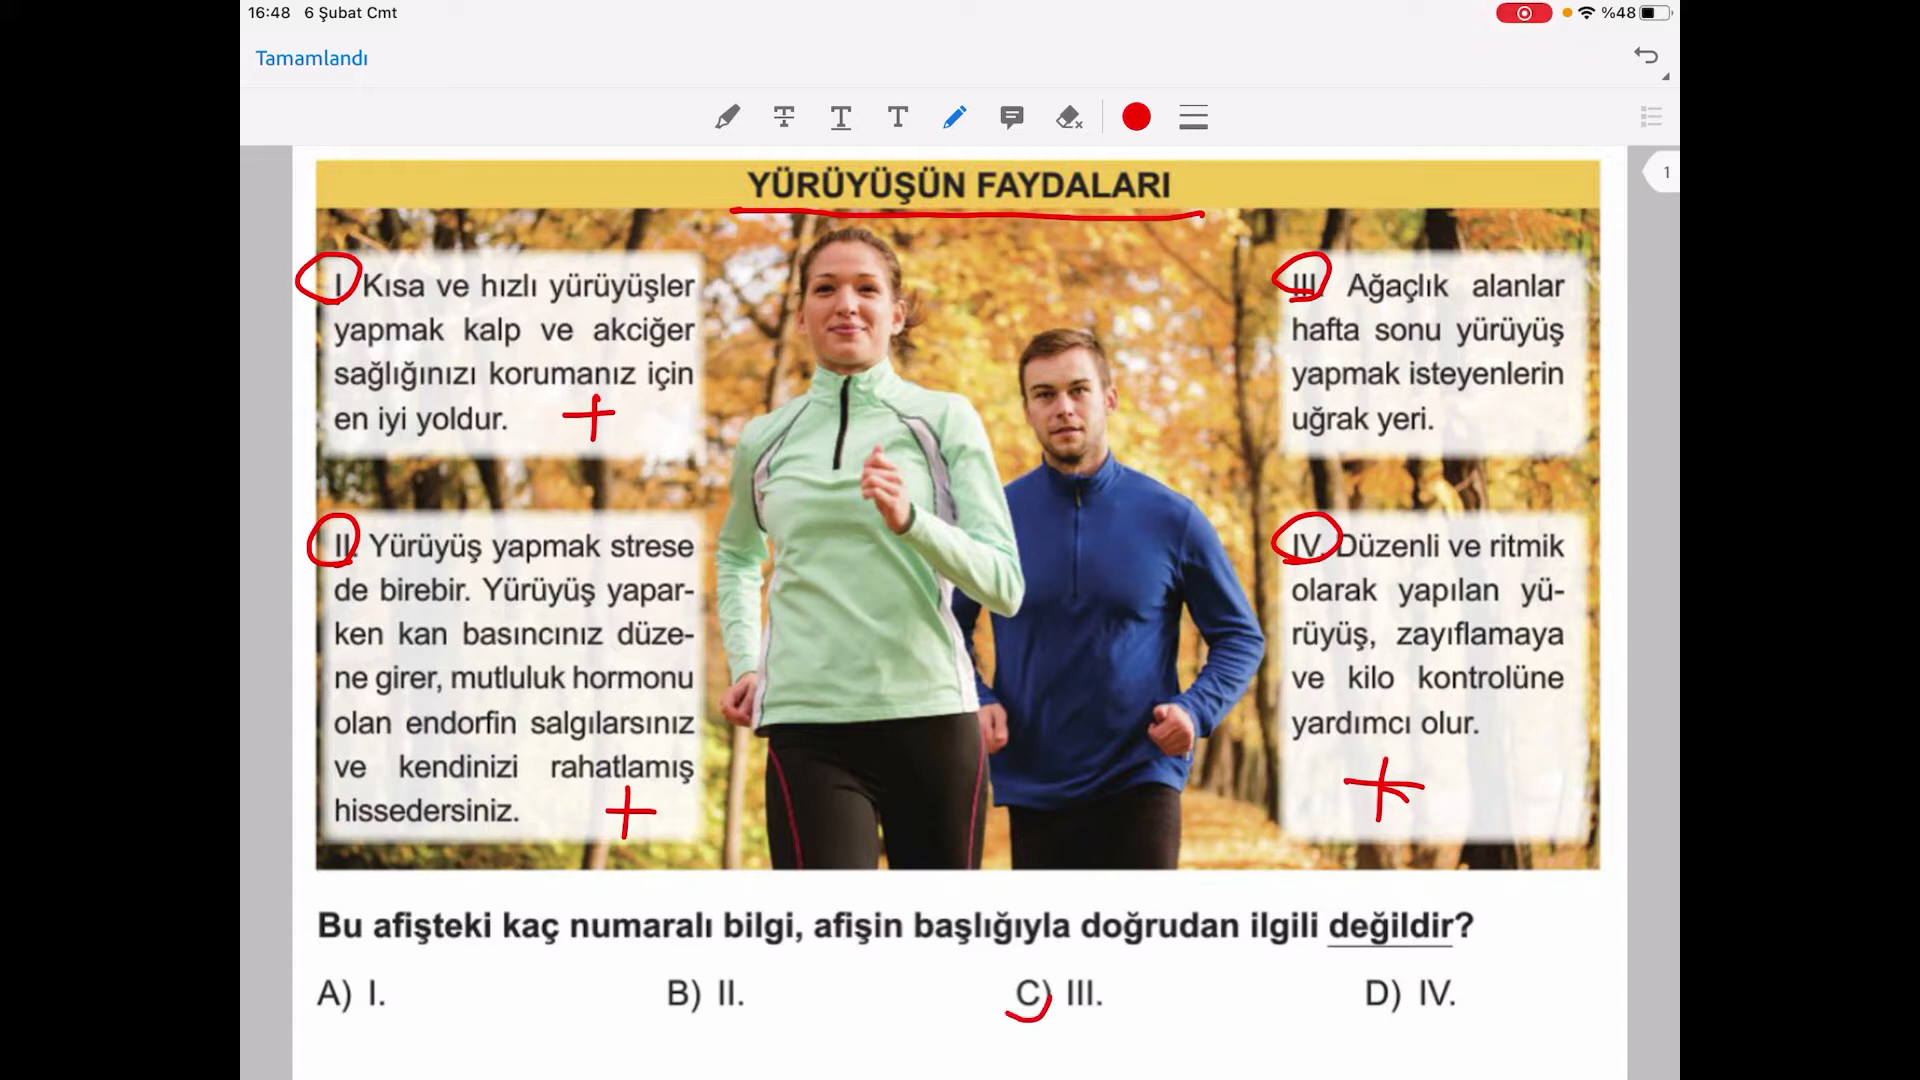 16:48 6 Şubat Cmt
%48
Tamamlandı
1
YÜRÜYÜŞÜN FAYDALARI
I. Kısa ve hızlı yürüyüşler
yapmak kalp ve akciğer
sağlığınızı korumanız için
en iyi yoldur.
II. Yürüyüş yapmak strese
de birebir. Yürüyüş yapar-
ken kan basıncınız düze-
ne girer, mutluluk hormonu
olan endorfin salgılarsınız
ve kendinizi rahatlamış
hissedersiniz.
III. Ağaçlık alanlar
hafta sonu yürüyüş
yapmak isteyenlerin
uğrak yeri.
IV. Düzenli ve ritmik
olarak yapılan yü-
rüyüş, zayıflamaya
ve kilo kontrolüne
yardımcı olur.
Bu afişteki kaç numaralı bilgi, afişin başlığıyla doğrudan ilgili değildir?
A) I. B) II. C) III. D) IV.